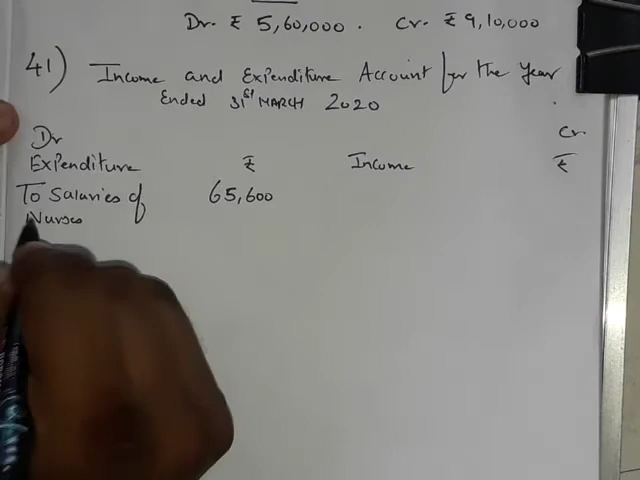 Dr. ₹ 5,60,000. Cr. ₹ 9,10,000
41) Income and Expenditure Account for the Year
Ended 31st MARCH 2020
Dr Cr.
Expenditure ₹ Income ₹
To Salaries of 65,600
Nurses